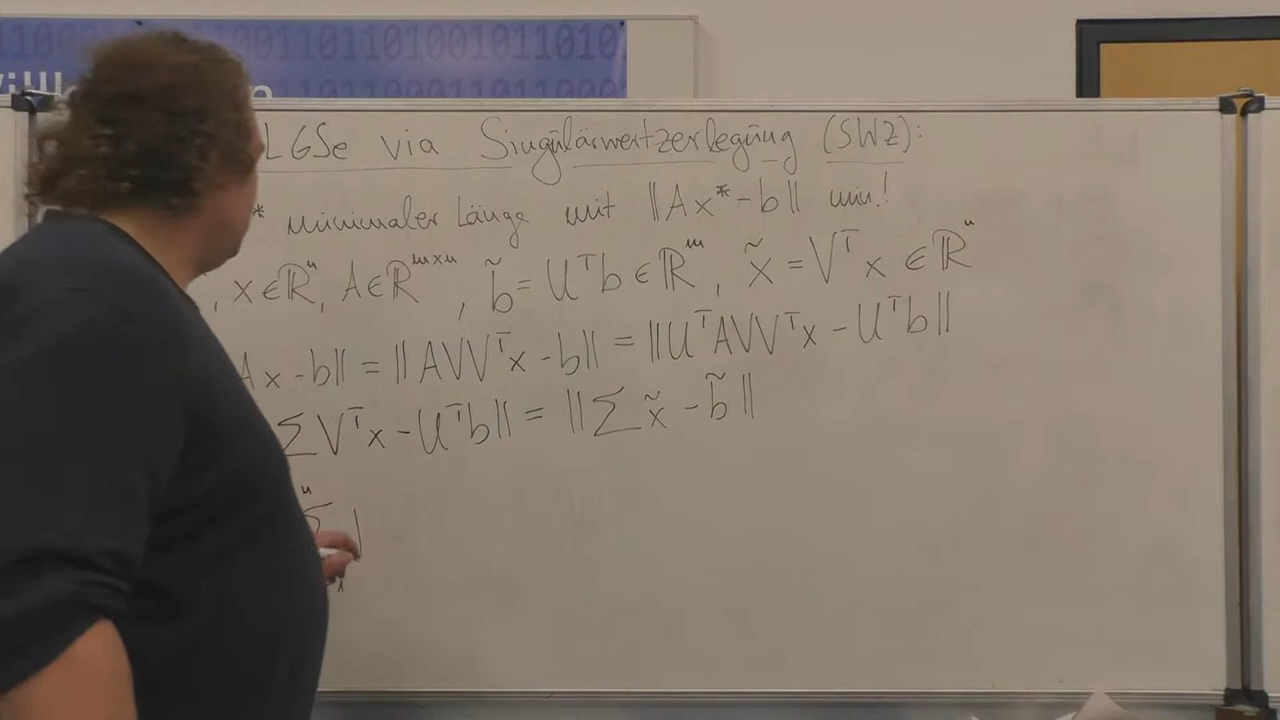 11001101101001011010
LGSe via Singulärwertzerlegung (SWZ):
* minimaler Länge mit ‖Ax*-b‖ min!
, x∈ℝⁿ, A∈ℝᵐˣⁿ, b̃=Uᵀb∈ℝᵐ, x̃=Vᵀx∈ℝⁿ
Ax-b‖=‖AVVᵀx-b‖=‖UᵀAVVᵀx-Uᵀb‖
ΣVᵀx-Uᵀb‖=‖Σx̃-b̃‖
n